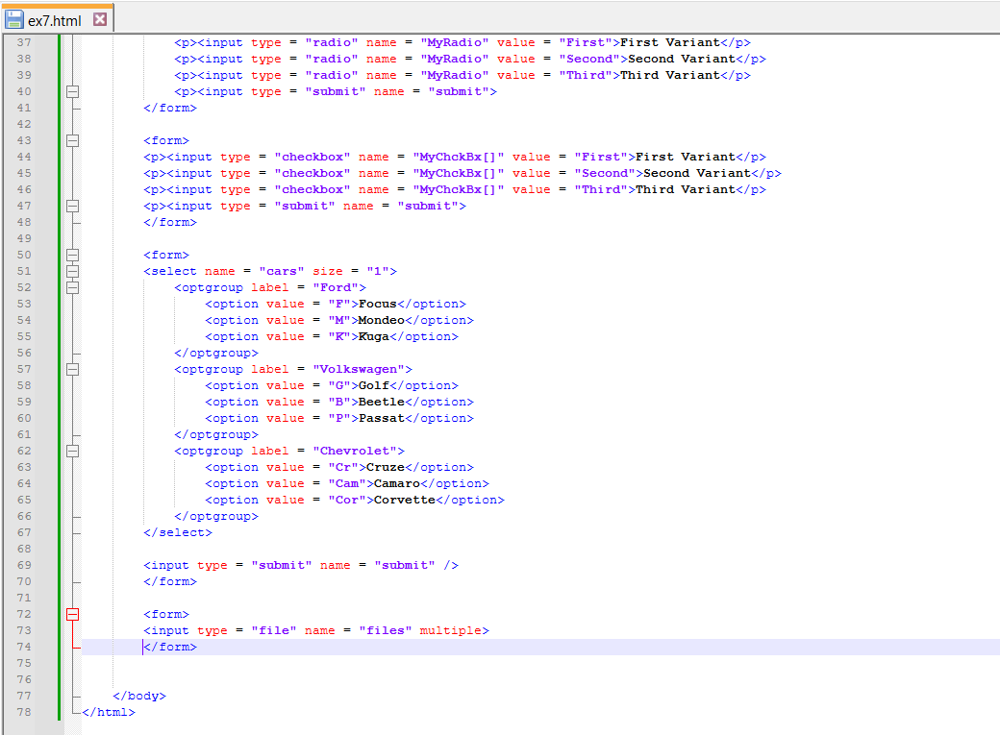 ex7.html
37 <p><input type = "radio" name = "MyRadio" value = "First">First Variant</p>
38 <p><input type = "radio" name = "MyRadio" value = "Second">Second Variant</p>
39 <p><input type = "radio" name = "MyRadio" value = "Third">Third Variant</p>
40 <p><input type = "submit" name = "submit">
41 </form>
42
43 <form>
44 <p><input type = "checkbox" name = "MyChckBx[]" value = "First">First Variant</p>
45 <p><input type = "checkbox" name = "MyChckBx[]" value = "Second">Second Variant</p>
46 <p><input type = "checkbox" name = "MyChckBx[]" value = "Third">Third Variant</p>
47 <p><input type = "submit" name = "submit">
48 </form>
49
50 <form>
51 <select name = "cars" size = "1">
52 <optgroup label = "Ford">
53 <option value = "F">Focus</option>
54 <option value = "M">Mondeo</option>
55 <option value = "K">Kuga</option>
56 </optgroup>
57 <optgroup label = "Volkswagen">
58 <option value = "G">Golf</option>
59 <option value = "B">Beetle</option>
60 <option value = "P">Passat</option>
61 </optgroup>
62 <optgroup label = "Chevrolet">
63 <option value = "Cr">Cruze</option>
64 <option value = "Cam">Camaro</option>
65 <option value = "Cor">Corvette</option>
66 </optgroup>
67 </select>
68
69 <input type = "submit" name = "submit" />
70 </form>
71
72 <form>
73 <input type = "file" name = "files" multiple>
74 </form>
75
76
77 </body>
78 </html>